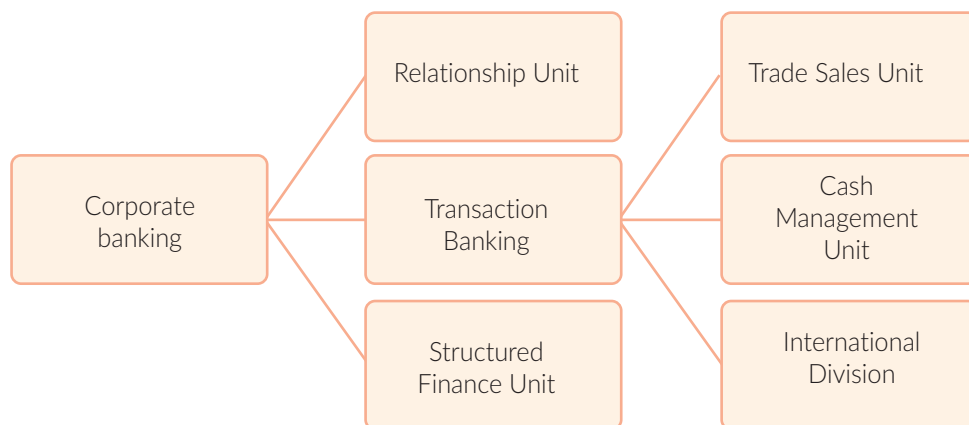 Relationship Unit
Trade Sales Unit
Corporate
banking
Transaction
Banking
Cash
Management
Unit
Structured
Finance Unit
International
Division